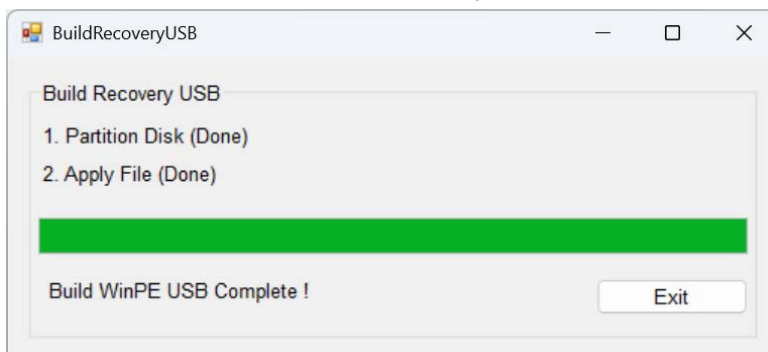 BuildRecoveryUSB
Build Recovery USB
1. Partition Disk (Done)
2. Apply File (Done)
Build WinPE USB Complete !
Exit